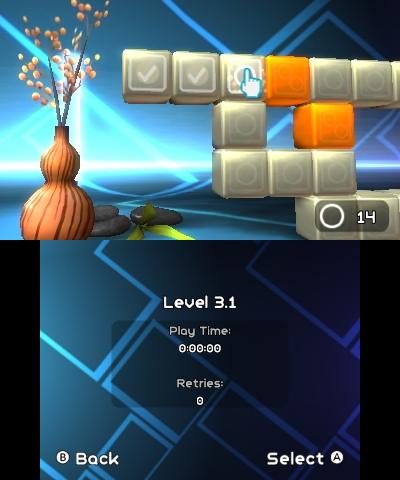 14
Level 3.1
Play Time:
0:00:00
Retries:
0
B Back
Select A